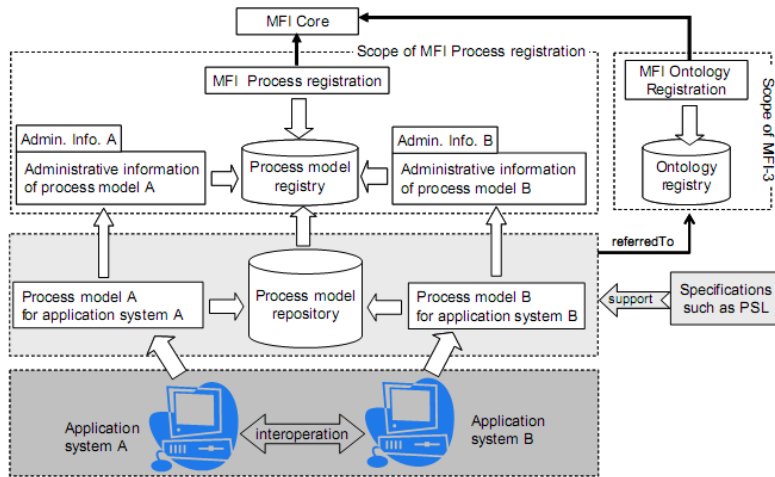 MFI Core
Scope of MFI Process registration
MFI Process registration
MFI Ontology
Registration
Scope of MFI-3
Admin. Info. A
Administrative information
of process model A
Process model
registry
Admin. Info. B
Administrative information
of process model B
Ontology
registry
referredTo
Process model A
for application system A
Process model
repository
Process model B
for application system B
support
Specifications
such as PSL
Application
system A
interoperation
Application
system B